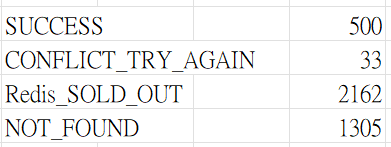 SUCCESS 500
CONFLICT_TRY_AGAIN 33
Redis_SOLD_OUT 2162
NOT_FOUND 1305